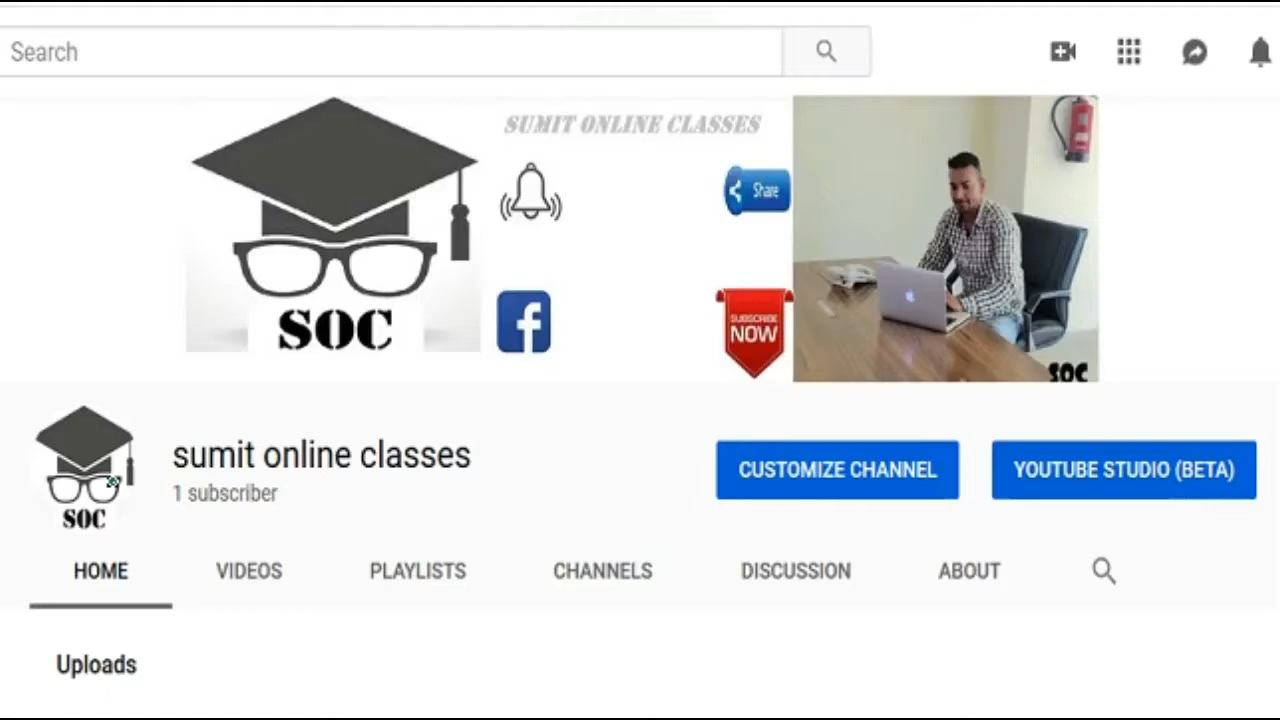 Search
SUMIT ONLINE CLASSES
Share
SOC
SUBSCRIBE
NOW
SOC
sumit online classes
1 subscriber
CUSTOMIZE CHANNEL
YOUTUBE STUDIO (BETA)
SOC
HOME VIDEOS PLAYLISTS CHANNELS DISCUSSION ABOUT
Uploads